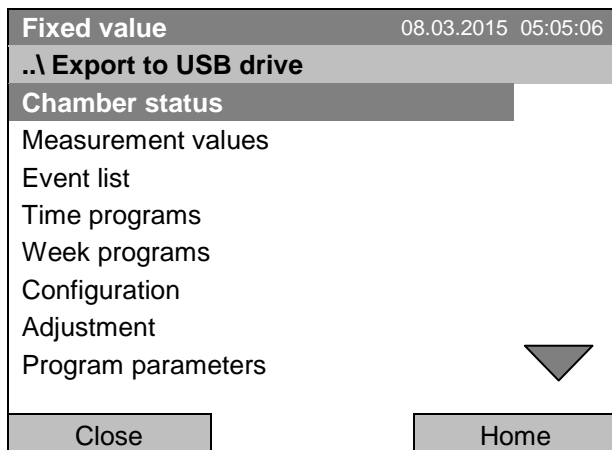 Fixed value 08.03.2015 05:05:06
..\ Export to USB drive
Chamber status
Measurement values
Event list
Time programs
Week programs
Configuration
Adjustment
Program parameters
Close Home